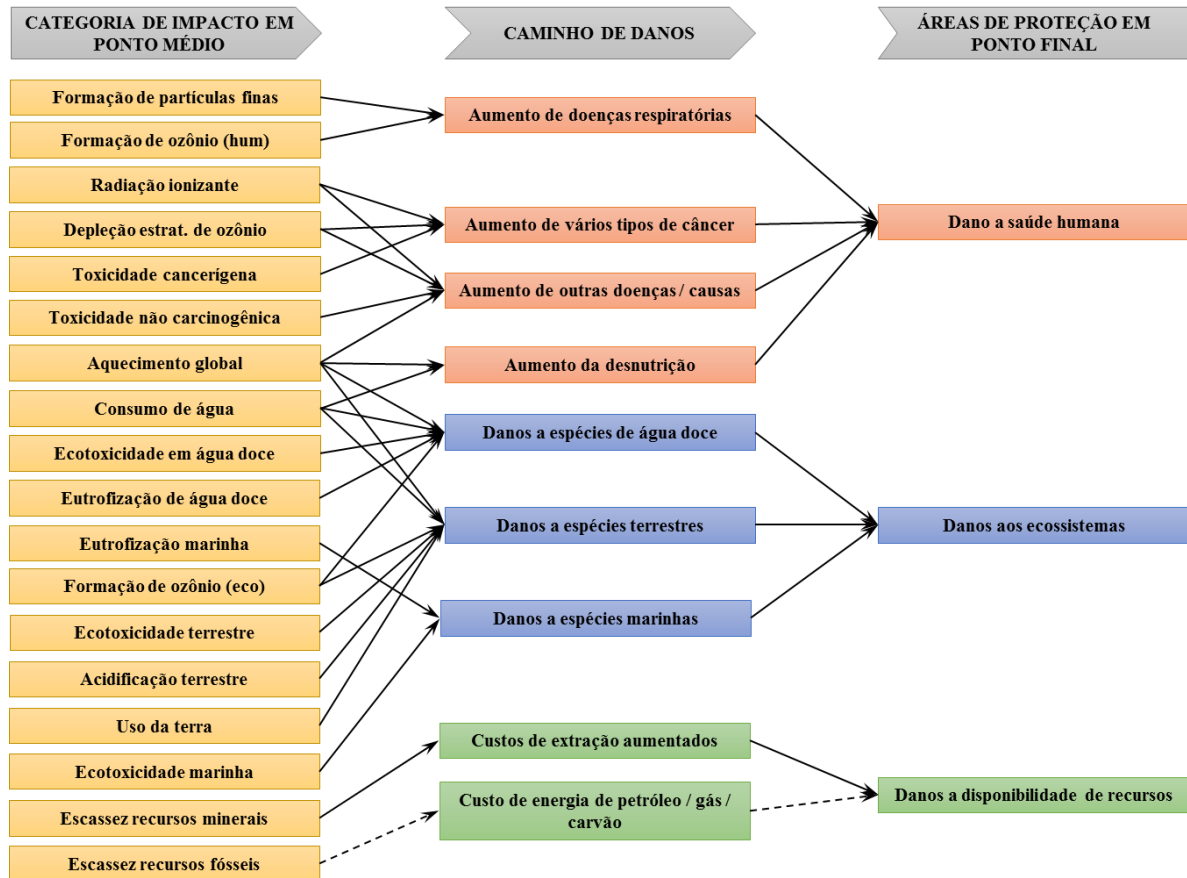 CATEGORIA DE IMPACTO EM
PONTO MÉDIO
CAMINHO DE DANOS
ÁREAS DE PROTEÇÃO EM
PONTO FINAL
Formação de partículas finas
Formação de ozônio (hum)
Radiação ionizante
Depleção estrat. de ozônio
Toxicidade cancerígena
Toxicidade não carcinogênica
Aquecimento global
Consumo de água
Ecotoxicidade em água doce
Eutrofização de água doce
Eutrofização marinha
Formação de ozônio (eco)
Ecotoxicidade terrestre
Acidificação terrestre
Uso da terra
Ecotoxicidade marinha
Escassez recursos minerais
Escassez recursos fósseis
Aumento de doenças respiratórias
Aumento de vários tipos de câncer
Aumento de outras doenças / causas
Aumento da desnutrição
Danos a espécies de água doce
Danos a espécies terrestres
Danos a espécies marinhas
Custos de extração aumentados
Custo de energia de petróleo / gás /
carvão
Dano a saúde humana
Danos aos ecossistemas
Danos a disponibilidade de recursos